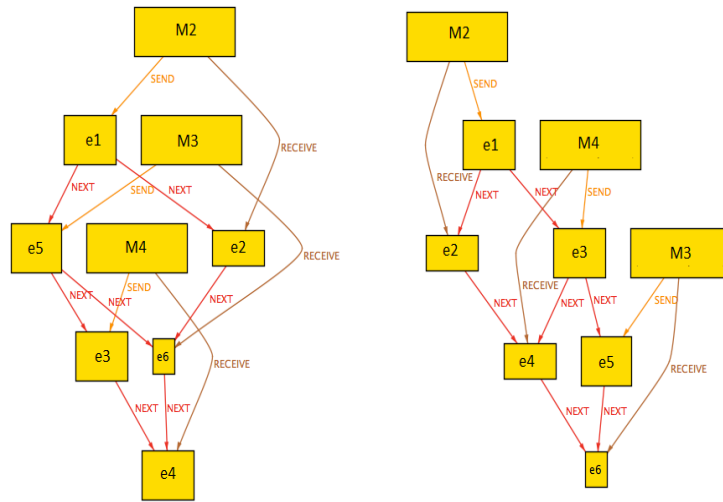 M2
SEND
e1
M3
RECEIVE
NEXT
SEND
NEXT
e5
M4
e2
NEXT
NEXT
SEND
NEXT
e3
e6
RECEIVE
RECEIVE
NEXT
NEXT
e4
M2
SEND
e1
M4
RECEIVE
NEXT
NEXT
SEND
e2
e3
M3
NEXT
RECEIVE
NEXT
NEXT
SEND
e4
e5
RECEIVE
NEXT
NEXT
e6